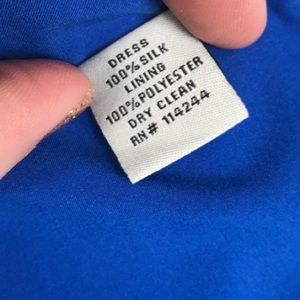 DRESS
100% SILK
LINING
100% POLYESTER
DRY CLEAN
RN# 114244